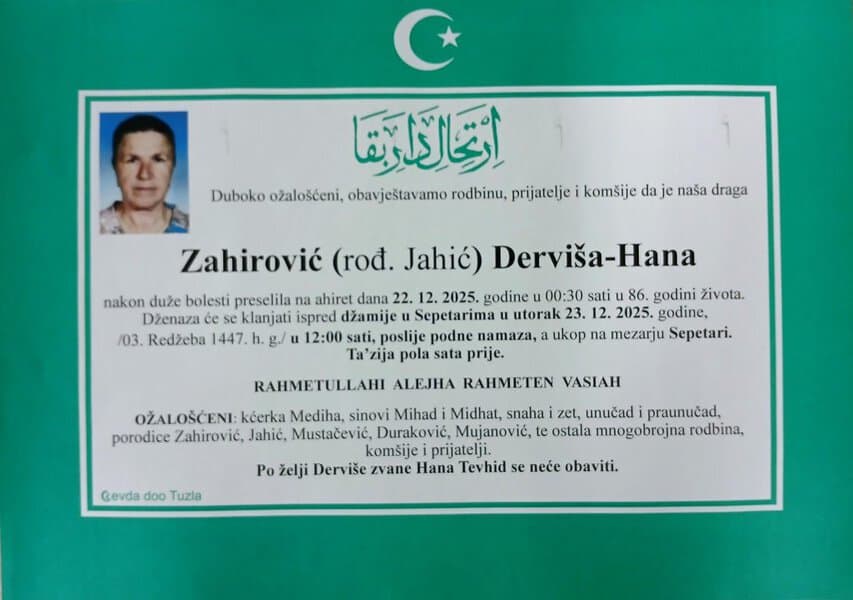 اِرْتِحَالِ دَارِ بَقَا
Duboko ožalošćeni, obavještavamo rodbinu, prijatelje i komšije da je naša draga
Zahirović (rođ. Jahić) Derviša-Hana
nakon duže bolesti preselila na ahiret dana 22. 12. 2025. godine u 00:30 sati u 86. godini života.
Dženaza će se klanjati ispred džamije u Sepetarima u utorak 23. 12. 2025. godine,
/03. Redžeba 1447. h. g./ u 12:00 sati, poslije podne namaza, a ukop na mezarju Sepetari.
Ta'zija pola sata prije.
RAHMETULLAHI ALEJHA RAHMETEN VASIAH
OŽALOŠĆENI: kćerka Mediha, sinovi Mihad i Midhat, snaha i zet, unučad i praunučad,
porodice Zahirović, Jahić, Mustačević, Duraković, Mujanović, te ostala mnogobrojna rodbina,
komšije i prijatelji.
Po želji Derviše zvane Hana Tevhid se neće obaviti.
Cevda doo Tuzla